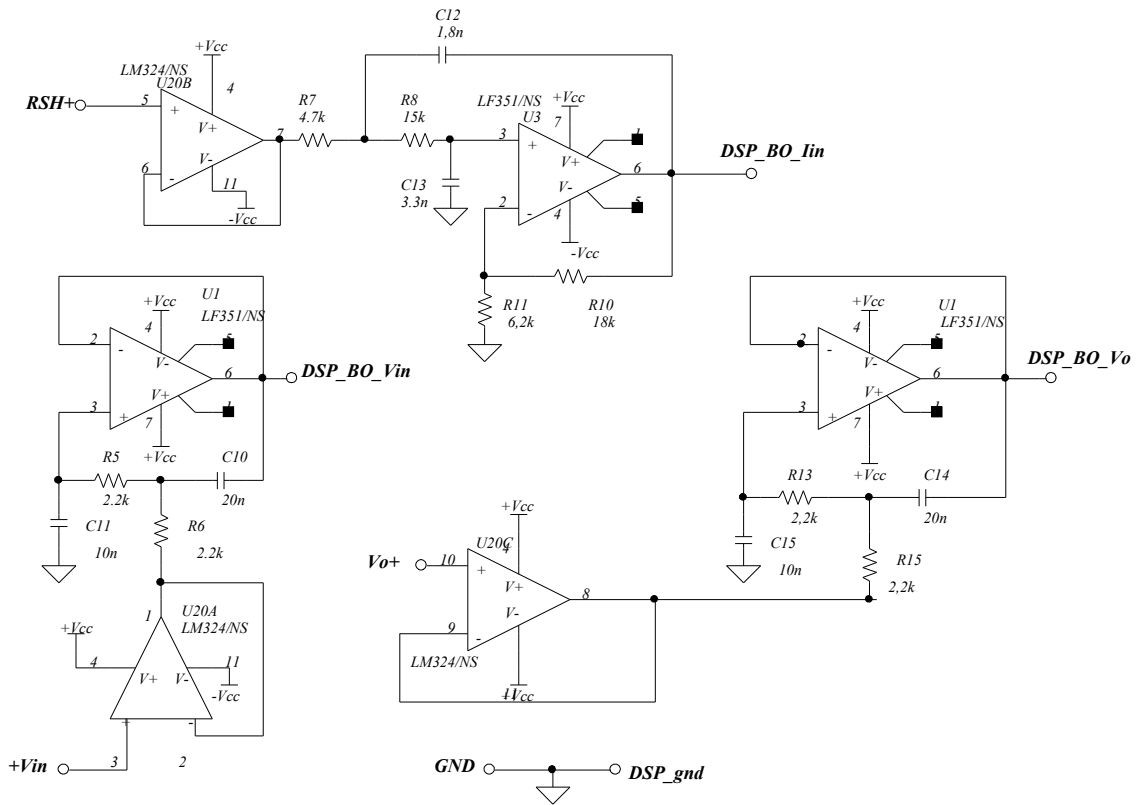 C12
1,8n
+Vcc
LM324/NS
U20B
4
RSH+
5
+
V+
V-
6
-
11
-Vcc
7
R7
4.7k
R8
15k
C13
3.3n
LF351/NS
U3
+Vcc
7
1
3
+
V+
V-
2
-
4
5
6
-Vcc
DSP_BO_Iin
R11
6,2k
R10
18k
U1
LF351/NS
+Vcc
4
5
2
-
V-
V+
6
DSP_BO_Vin
3
+
1
7
+Vcc
R5
2.2k
C10
20n
C11
10n
R6
2.2k
1
U20A
LM324/NS
+Vcc
4
V+
V-
11
-Vcc
+
-
+Vin
3
2
U1
LF351/NS
+Vcc
4
5
2
-
V-
V+
6
DSP_BO_Vo
3
+
1
7
+Vcc
R13
2,2k
C14
20n
C15
10n
R15
2,2k
+Vcc
U20C
4
Vo+
10
+
V+
V-
8
9
-
LM324/NS
11
+Vcc
GND
DSP_gnd